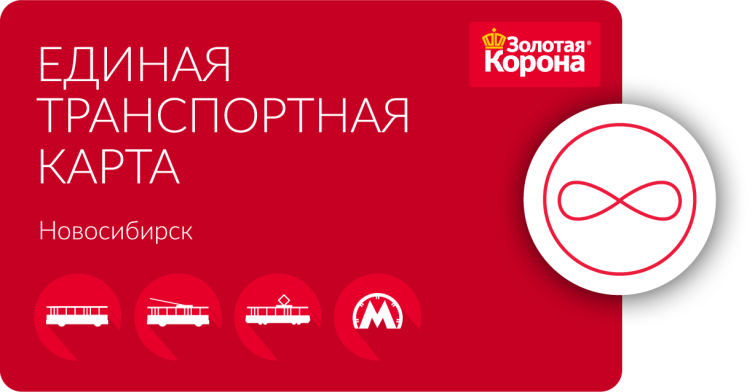 ЕДИНАЯ
ТРАНСПОРТНАЯ
КАРТА
Новосибирск
Золотая®
Корона
М